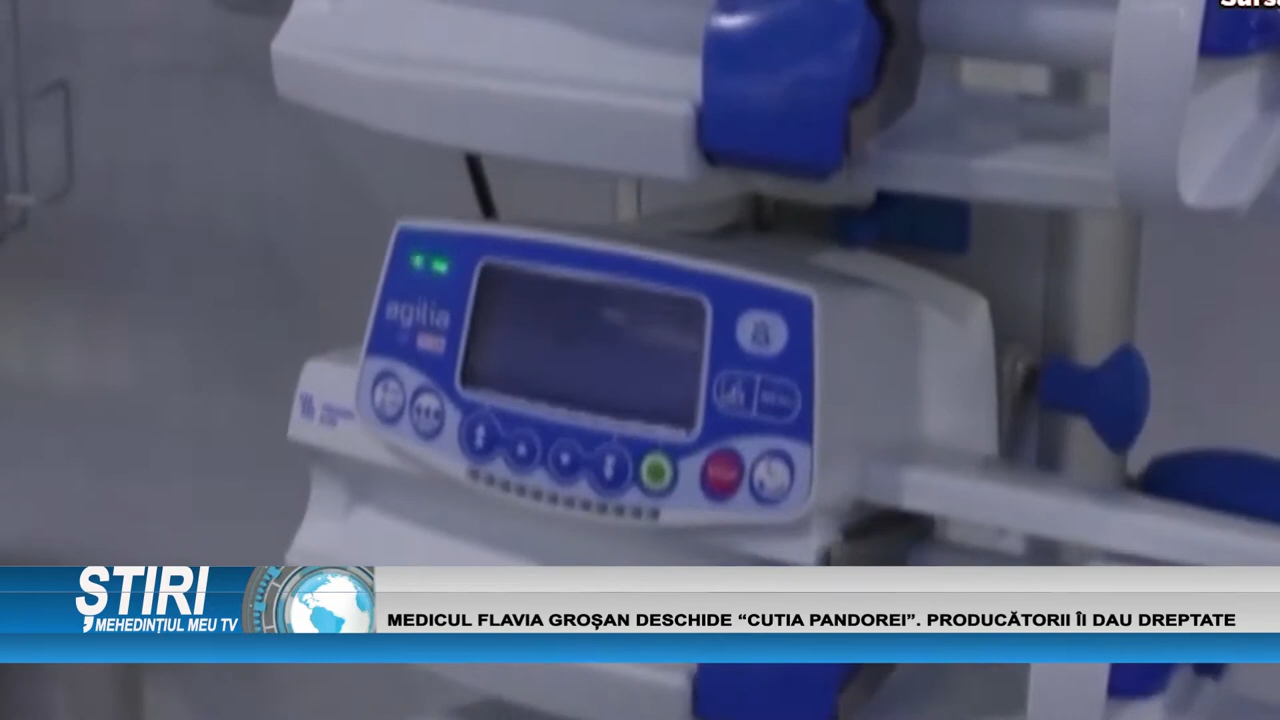 agilia
ȘTIRI
MEHEDINȚIUL MEU TV
MEDICUL FLAVIA GROȘAN DESCHIDE “CUTIA PANDOREI”. PRODUCĂTORII ÎI DAU DREPTATE